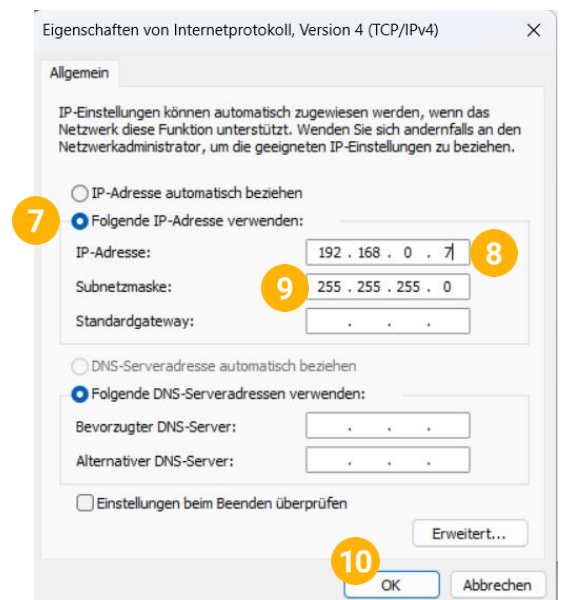 Eigenschaften von Internetprotokoll, Version 4 (TCP/IPv4)
Allgemein
IP-Einstellungen können automatisch zugewiesen werden, wenn das
Netzwerk diese Funktion unterstützt. Wenden Sie sich andernfalls an den
Netzwerkadministrator, um die geeigneten IP-Einstellungen zu beziehen.
IP-Adresse automatisch beziehen
7 Folgende IP-Adresse verwenden:
IP-Adresse: 192 . 168 . 0 . 7 8
Subnetzmaske: 9 255 . 255 . 255 . 0
Standardgateway: . . .
DNS-Serveradresse automatisch beziehen
Folgende DNS-Serveradressen verwenden:
Bevorzugter DNS-Server: . . .
Alternativer DNS-Server: . . .
Einstellungen beim Beenden überprüfen
Erweitert...
10 OK Abbrechen